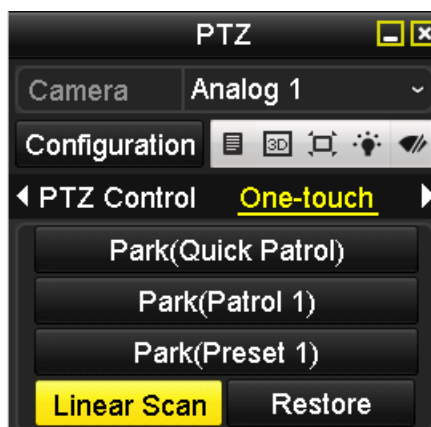 PTZ
Camera Analog 1
Configuration 3D
PTZ Control One-touch
Park(Quick Patrol)
Park(Patrol 1)
Park(Preset 1)
Linear Scan Restore